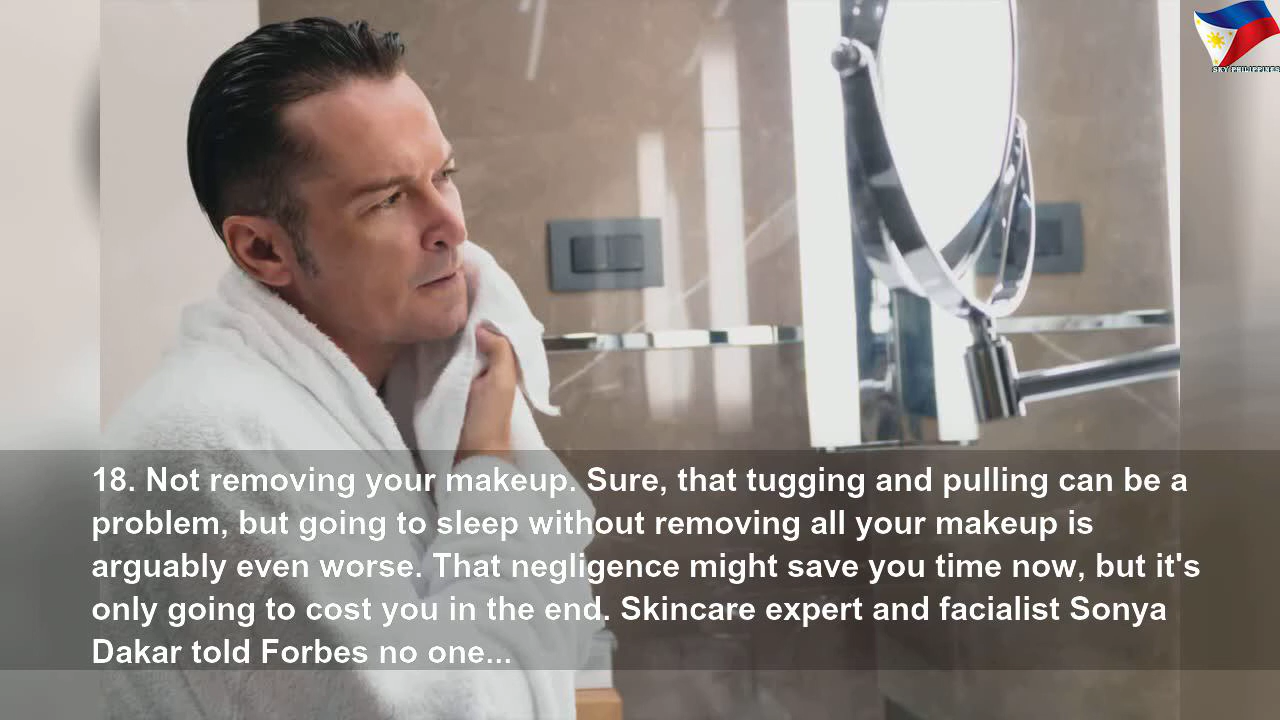 SKY PHILIPPINES
18. Not removing your makeup. Sure, that tugging and pulling can be a
problem, but going to sleep without removing all your makeup is
arguably even worse. That negligence might save you time now, but it's
only going to cost you in the end. Skincare expert and facialist Sonya
Dakar told Forbes no one...